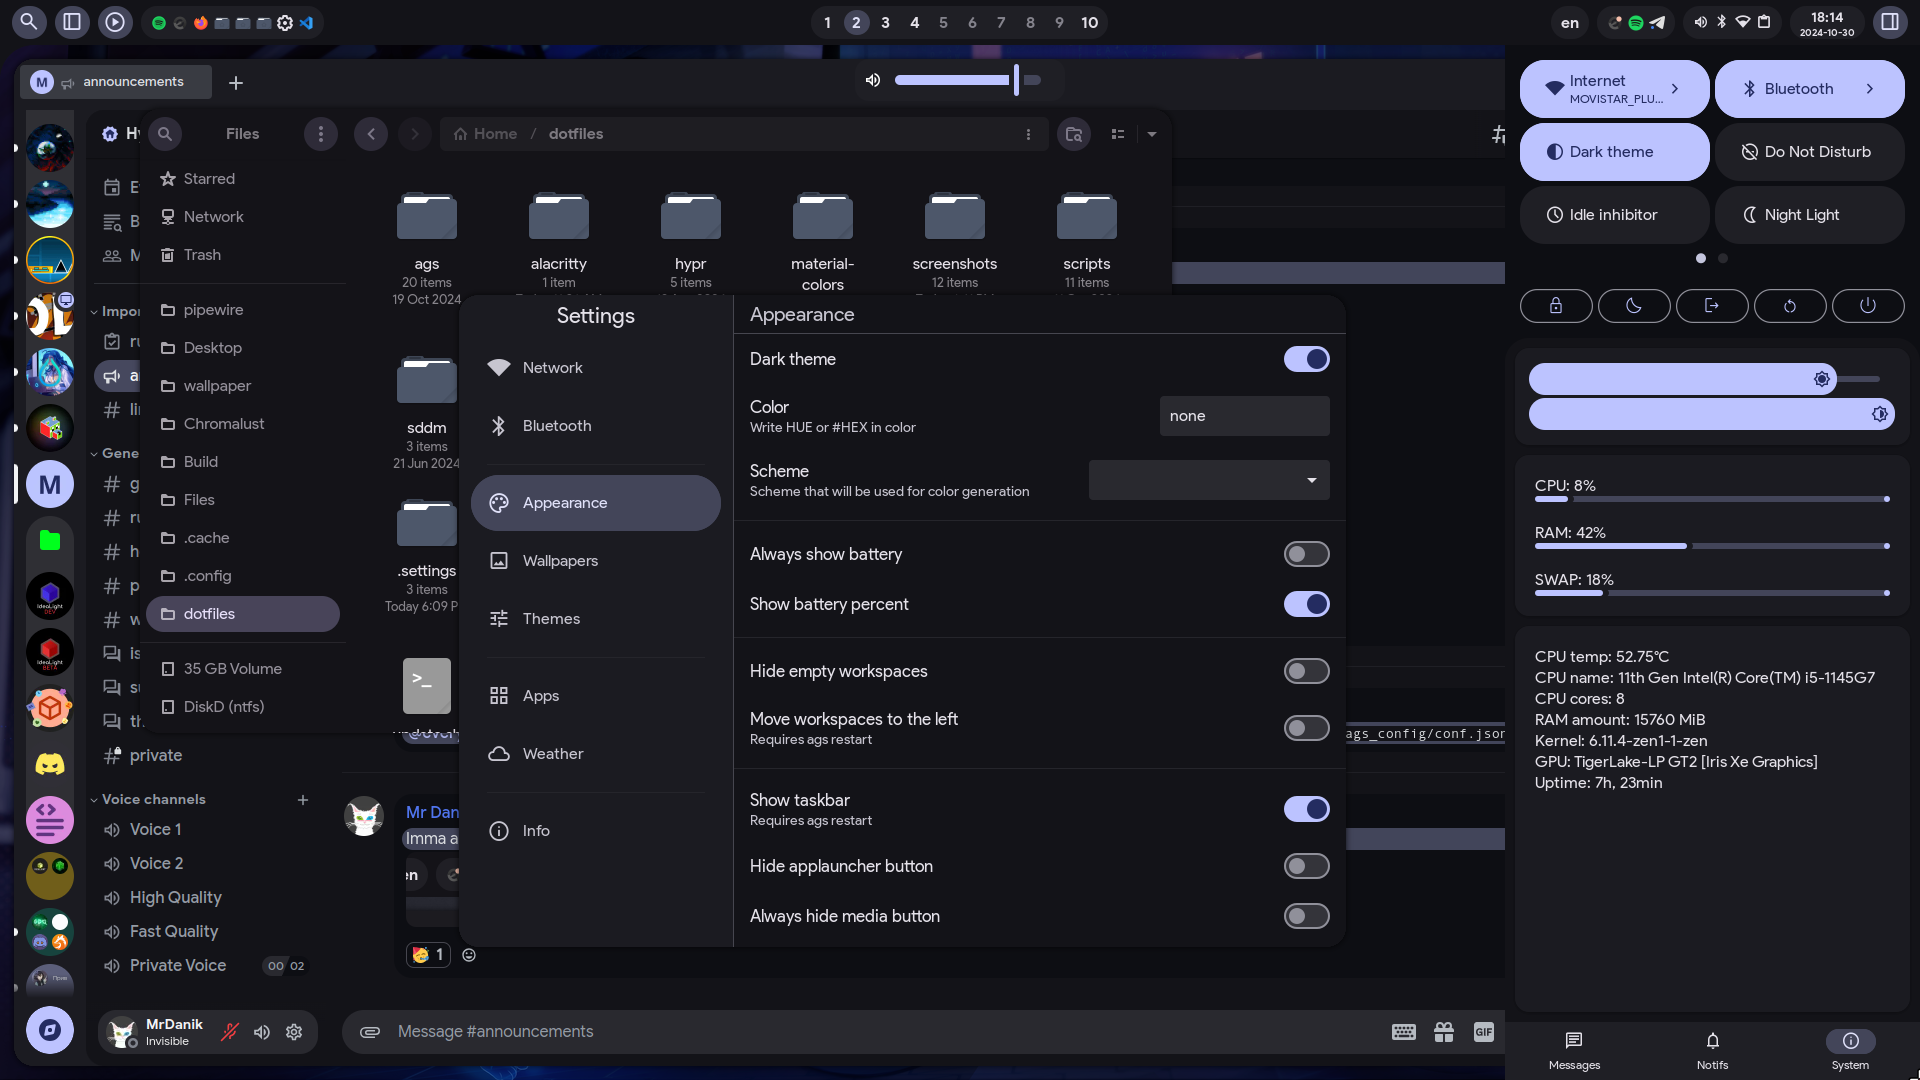 1 2 3 4 5 6 7 8 9 10
en
18:14
2024-10-30
M announcements
Files
Home / dotfiles
Starred
Network
Trash
pipewire
Desktop
wallpaper
Chromalust
Build
Files
.cache
.config
dotfiles
35 GB Volume
DiskD (ntfs)
ags
20 items
19 Oct 2024
alacritty
1 item
hypr
5 items
material-
colors
screenshots
12 items
scripts
11 items
sddm
3 items
21 Jun 2024
.settings
3 items
Today 6:09 P
>_
M
IdeaLight
DEV
IdeaLight
BETA
Impor
Gene
private
Voice channels
Voice 1
Voice 2
High Quality
Fast Quality
Private Voice
00 02
MrDanik
Invisible
Mr Dan
Imma a
en
1
Message #announcements
GIF
ags_config/conf.json
Settings
Network
Bluetooth
Appearance
Wallpapers
Themes
Apps
Weather
Info
Appearance
Dark theme
Color
Write HUE or #HEX in color
none
Scheme
Scheme that will be used for color generation
Always show battery
Show battery percent
Hide empty workspaces
Move workspaces to the left
Requires ags restart
Show taskbar
Requires ags restart
Hide applauncher button
Always hide media button
Internet
MOVISTAR_PLU...
Bluetooth
Dark theme
Do Not Disturb
Idle inhibitor
Night Light
CPU: 8%
RAM: 42%
SWAP: 18%
CPU temp: 52.75°C
CPU name: 11th Gen Intel(R) Core(TM) i5-1145G7
CPU cores: 8
RAM amount: 15760 MiB
Kernel: 6.11.4-zen1-1-zen
GPU: TigerLake-LP GT2 [Iris Xe Graphics]
Uptime: 7h, 23min
Messages
Notifs
System